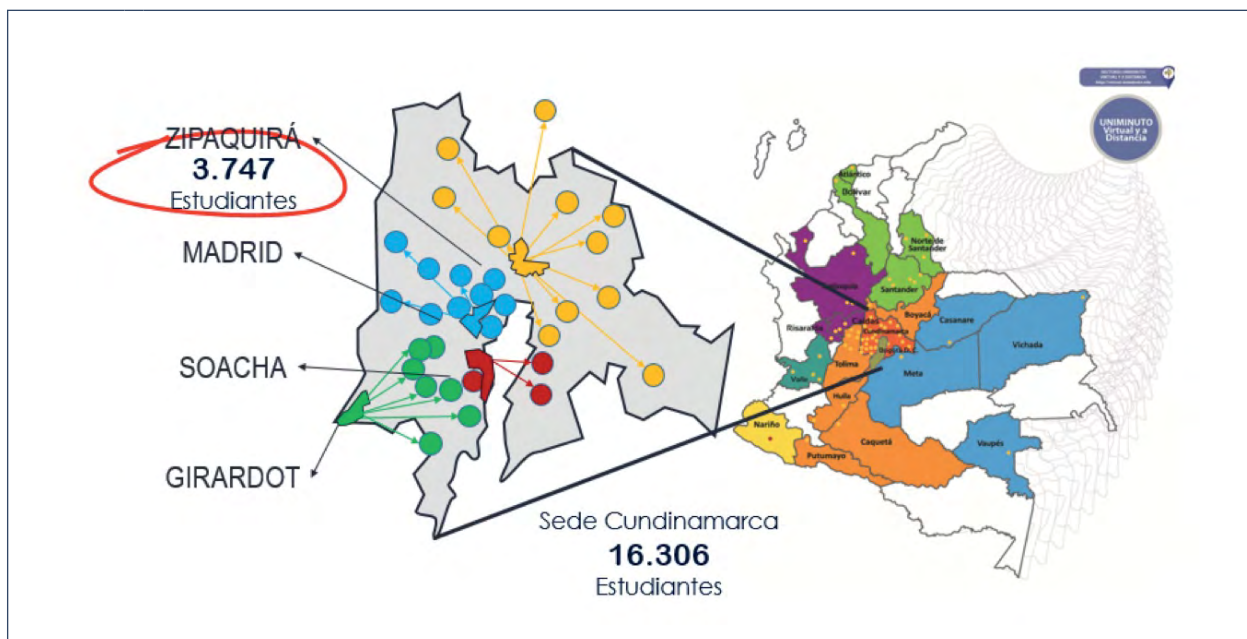 ZIPAQUIRÁ
3.747
Estudiantes
MADRID
SOACHA
GIRARDOT
Sede Cundinamarca
16.306
Estudiantes
UNIMINUTO
Virtual y a
Distancia
Atlántico
Bolívar
Norte de
Santander
Santander
Boyacá
Casanare
Caldas
Cundinamarca
Risaralda
Vichada
Tolima
Meta
Valle
Huila
Nariño
Caquetá
Vaupés
Putumayo